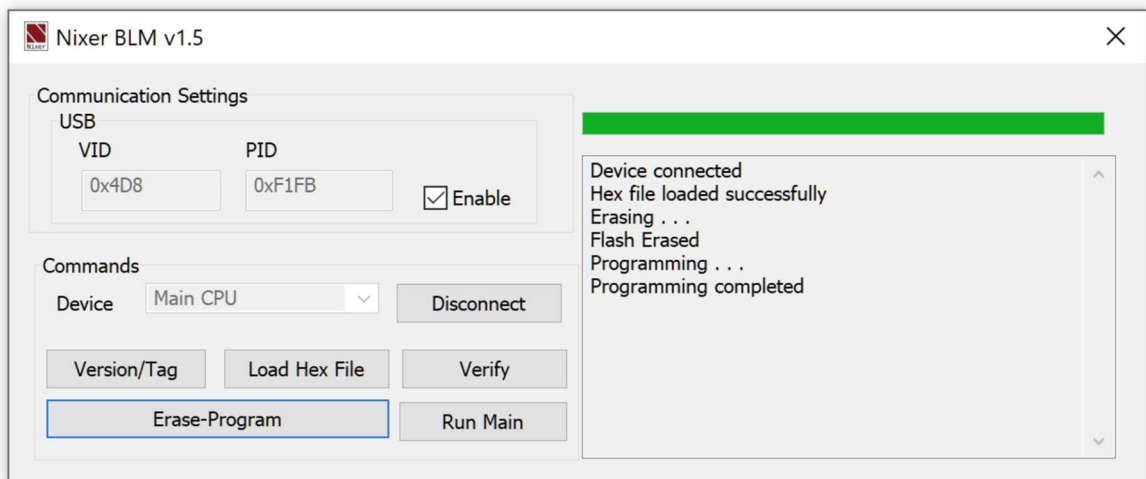 Nixer BLM v1.5
Nixer
Communication Settings
USB
VID
PID
0x4D8
0xF1FB
Enable
Commands
Device
Main CPU
Disconnect
Version/Tag
Load Hex File
Verify
Erase-Program
Run Main
Device connected
Hex file loaded successfully
Erasing . . .
Flash Erased
Programming . . .
Programming completed